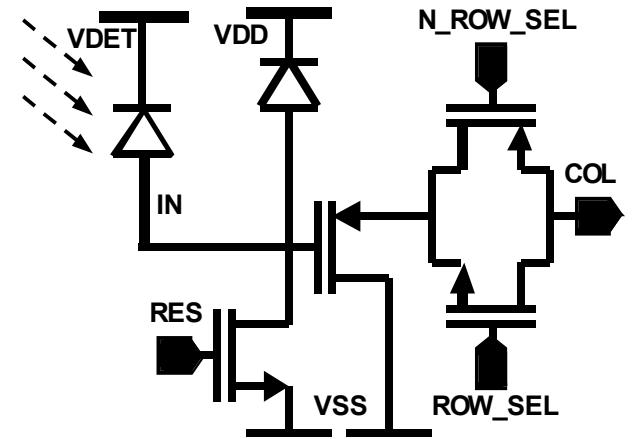 N_ROW_SEL
VDET
VDD
COL
IN
RES
VSS
ROW_SEL